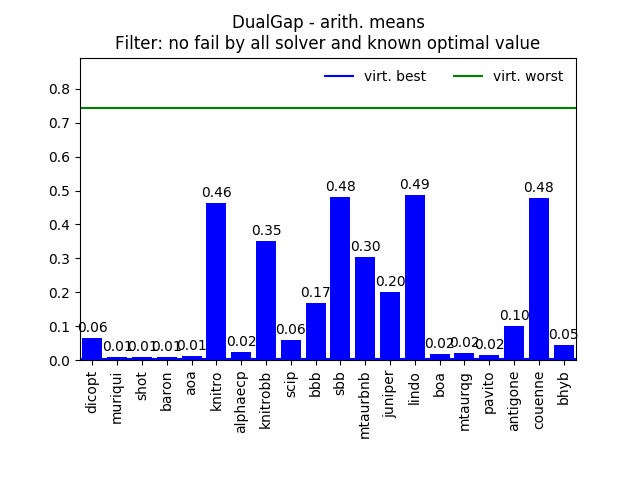 DualGap - arith. means
Filter: no fail by all solver and known optimal value
virt. best
virt. worst
0.8
0.7
0.6
0.5
0.4
0.3
0.2
0.1
0.0
0.06
0.01
0.01
0.01
0.01
0.46
0.02
0.35
0.06
0.17
0.48
0.30
0.20
0.49
0.02
0.02
0.02
0.10
0.48
0.05
dicopt
muriqui
shot
baron
aoa
knitro
alphaecp
knitrobb
scip
bbb
sbb
mtaurbnb
juniper
lindo
boa
mtaurqg
pavito
antigone
couenne
bhyb